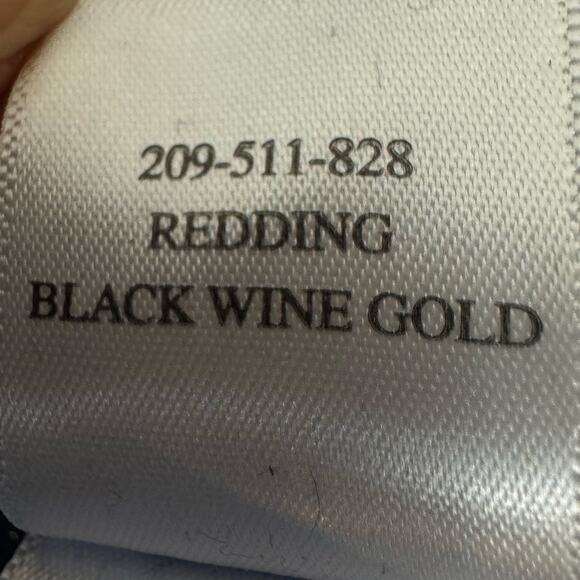 209-511-828
REDDING
BLACK WINE GOLD